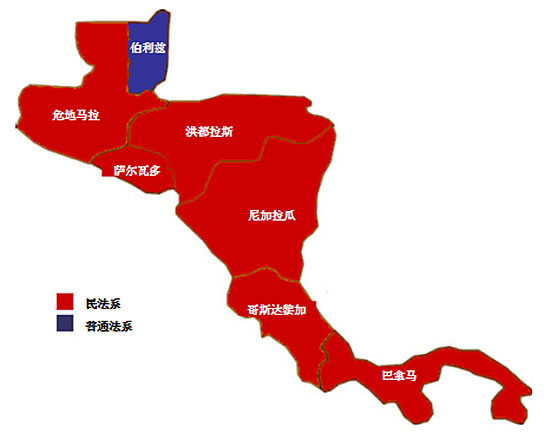 伯利兹
危地马拉
洪都拉斯
萨尔瓦多
尼加拉瓜
哥斯达黎加
民法系
普通法系
巴拿马